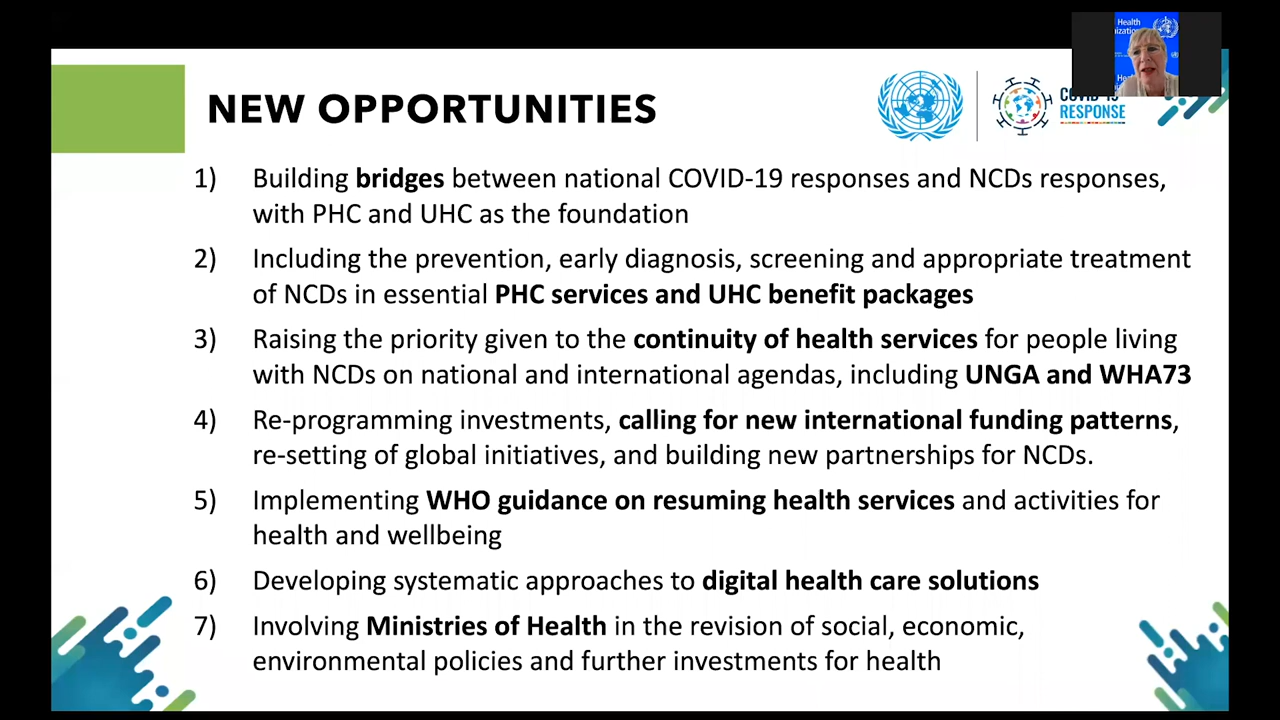 Health
NEW OPPORTUNITIES
RESPONSE
1) Building bridges between national COVID-19 responses and NCDs responses,
with PHC and UHC as the foundation
2) Including the prevention, early diagnosis, screening and appropriate treatment
of NCDs in essential PHC services and UHC benefit packages
3) Raising the priority given to the continuity of health services for people living
with NCDs on national and international agendas, including UNGA and WHA73
4) Re-programming investments, calling for new international funding patterns,
re-setting of global initiatives, and building new partnerships for NCDs.
5) Implementing WHO guidance on resuming health services and activities for
health and wellbeing
6) Developing systematic approaches to digital health care solutions
7) Involving Ministries of Health in the revision of social, economic,
environmental policies and further investments for health